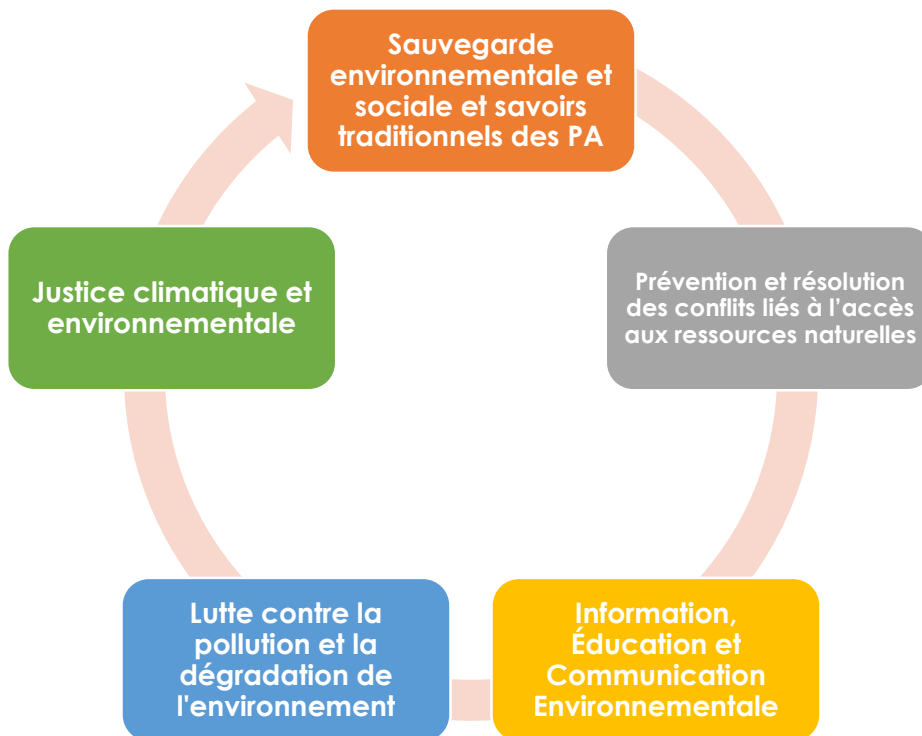 Sauvegarde
environnementale et
sociale et savoirs
traditionnels des PA
Prévention et résolution
des conflits liés à l’accès
aux ressources naturelles
Information,
Éducation et
Communication
Environnementale
Lutte contre la
pollution et la
dégradation de
l'environnement
Justice climatique et
environnementale